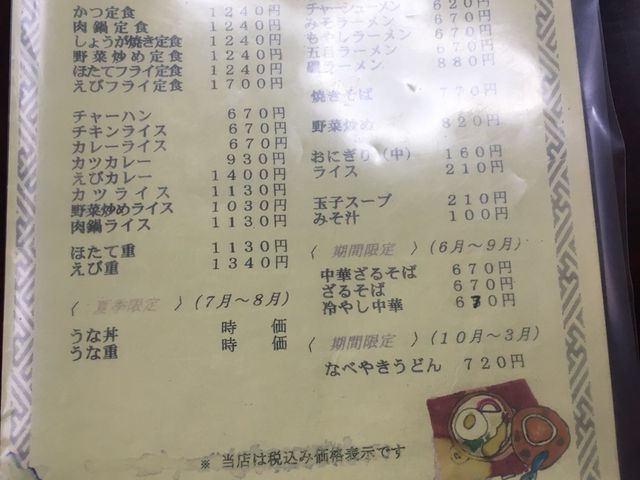 かつ定食 1240円
肉鍋定食 1240円
しょうが焼き定食 1240円
野菜炒め定食 1240円
ほたてフライ定食 1240円
えびフライ定食 1700円
チャーハン 670円
チキンライス 670円
カレーライス 670円
カツカレー 930円
えびカレー 1400円
カツライス 1130円
野菜炒めライス 1030円
肉鍋ライス 1130円
ほたて重 1130円
えび重 1340円
〈 夏季限定 〉(7月〜8月)
うな丼 時 価
うな重 時 価
チャーシューメン 620円
みそラーメン 670円
もやしラーメン 670円
五目ラーメン 670円
ラーメン 880円
焼きそば 770円
野菜炒め 820円
おにぎり(中) 160円
ライス 210円
玉子スープ 210円
みそ汁 100円
〈 期間限定 〉(6月〜9月)
中華ざるそば 670円
ざるそば 670円
冷やし中華 670円
〈 期間限定 〉(10月〜3月)
なべやきうどん 720円
※ 当店は税込み価格表示です